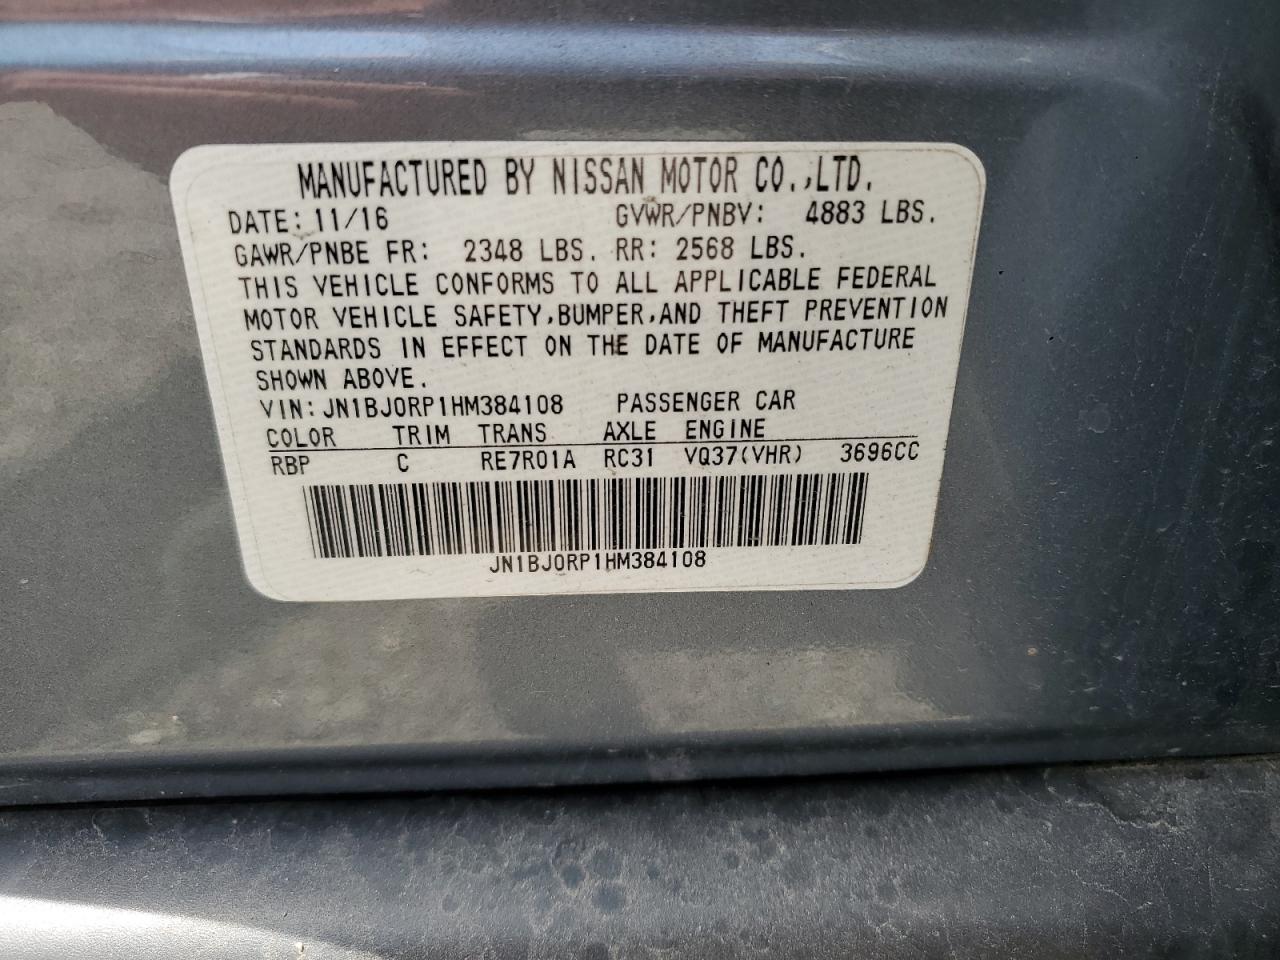 MANUFACTURED BY NISSAN MOTOR CO.,LTD.
DATE: 11/16 GVWR/PNBV: 4883 LBS.
GAWR/PNBE FR: 2348 LBS. RR: 2568 LBS.
THIS VEHICLE CONFORMS TO ALL APPLICABLE FEDERAL
MOTOR VEHICLE SAFETY,BUMPER,AND THEFT PREVENTION
STANDARDS IN EFFECT ON THE DATE OF MANUFACTURE
SHOWN ABOVE.
VIN: JN1BJ0RP1HM384108 PASSENGER CAR
COLOR TRIM TRANS AXLE ENGINE
RBP C RE7R01A RC31 VQ37(VHR) 3696CC
JN1BJ0RP1HM384108